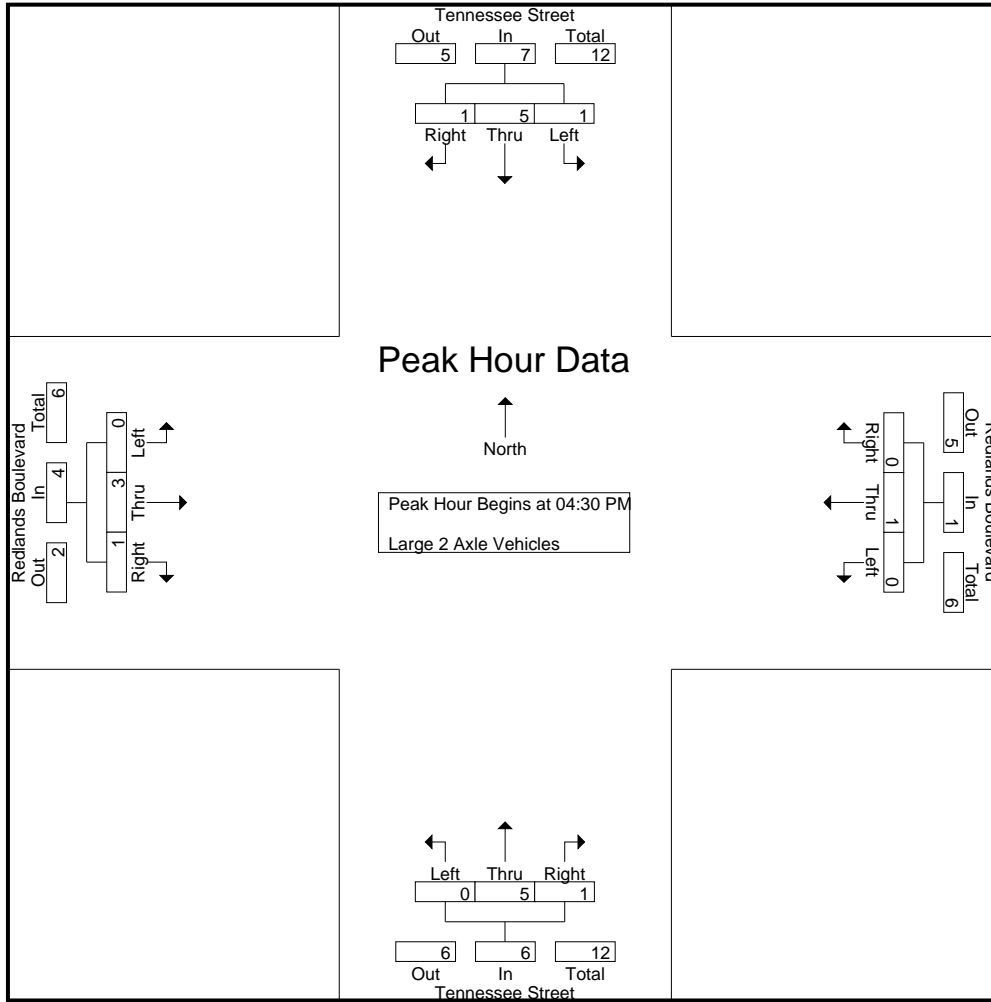 Tennessee Street
Out In Total
5 7 12
1 5 1
Right Thru Left
Peak Hour Data
North
Peak Hour Begins at 04:30 PM
Large 2 Axle Vehicles
Redlands Boulevard
Out In Total
2 4 6
Left Thru Right
0 3 1
Redlands Boulevard
Out In Total
5 1 6
Right Thru Left
0 1 0
Left Thru Right
0 5 1
6 6 12
Out In Total
Tennessee Street